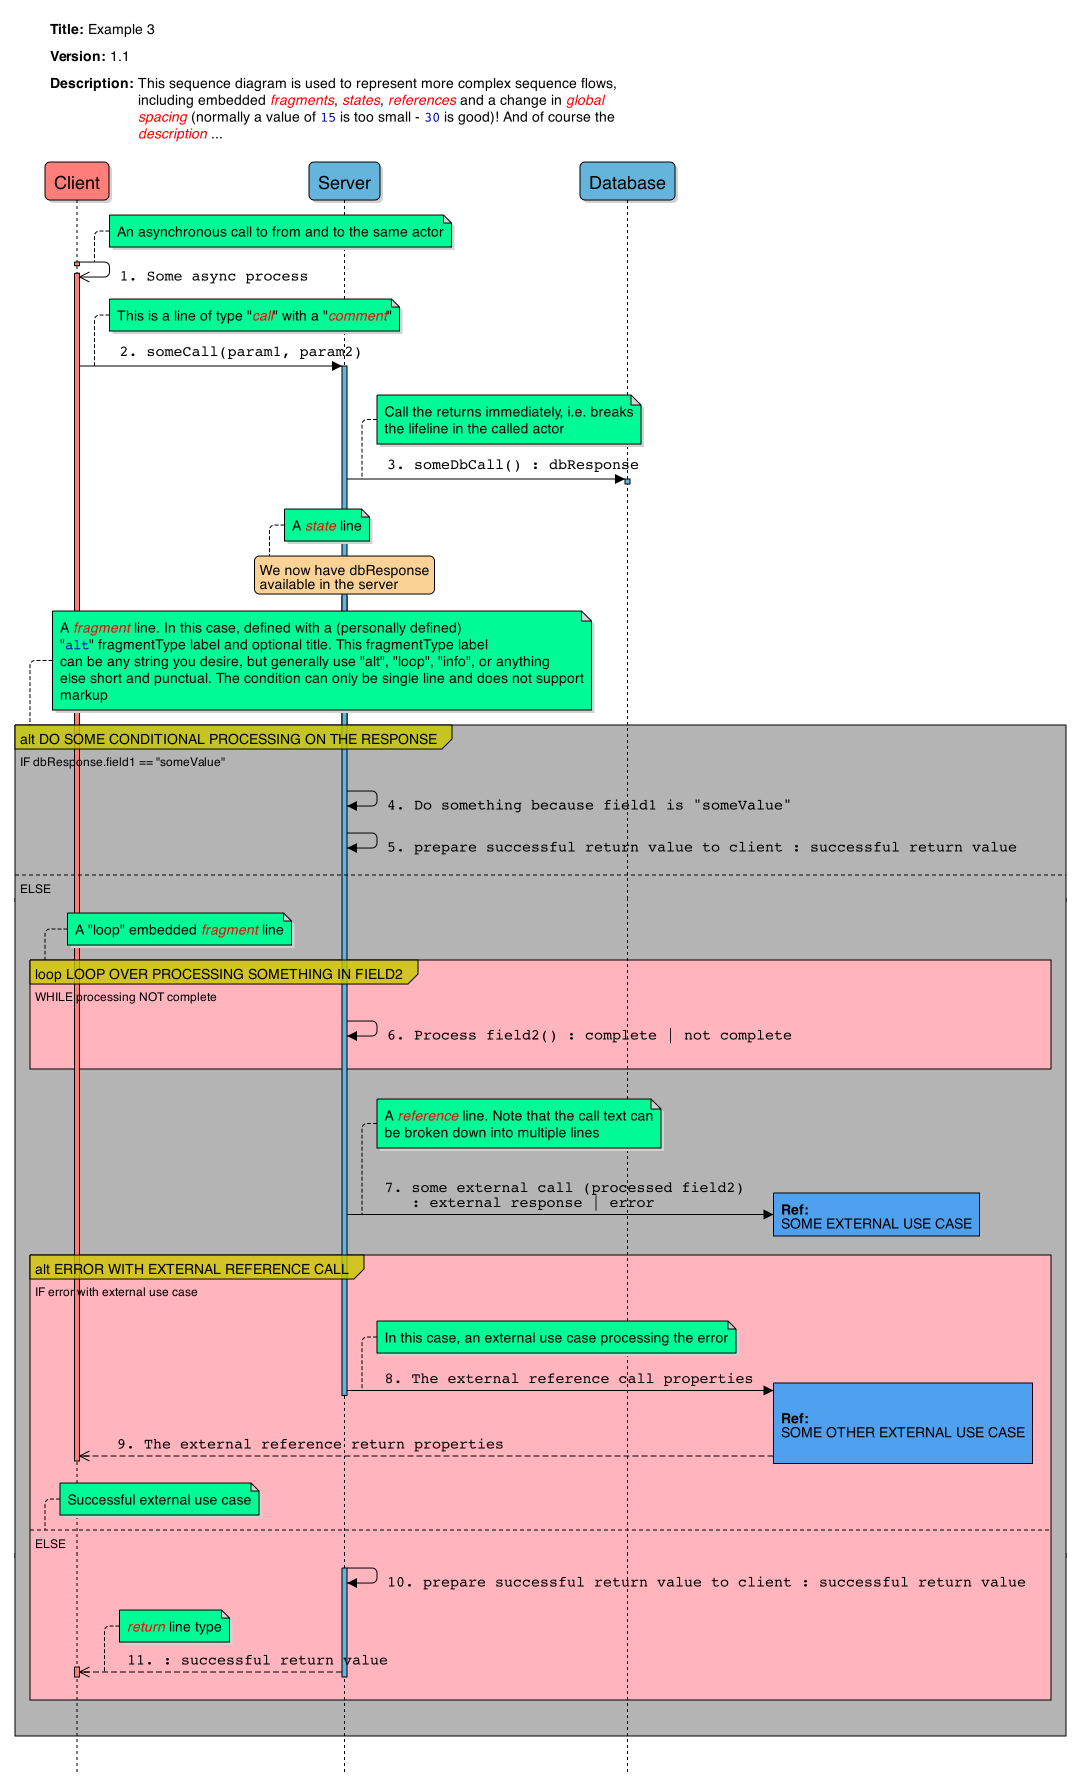 Title: Example 3
Version: 1.1
Description: This sequence diagram is used to represent more complex sequence flows,
including embedded fragments, states, references and a change in global
spacing (normally a value of 15 is too small - 30 is good)! And of course the
description ...
Client
Server
Database
An asynchronous call to from and to the same actor
1. Some async process
This is a line of type "call" with a "comment"
2. someCall(param1, param2)
Call the returns immediately, i.e. breaks
the lifeline in the called actor
3. someDbCall() : dbResponse
A state line
We now have dbResponse
available in the server
A fragment line. In this case, defined with a (personally defined)
"alt" fragmentType label and optional title. This fragmentType label
can be any string you desire, but generally use "alt", "loop", "info", or anything
else short and punctual. The condition can only be single line and does not support
markup
alt DO SOME CONDITIONAL PROCESSING ON THE RESPONSE
IF dbResponse.field1 == "someValue"
4. Do something because field1 is "someValue"
5. prepare successful return value to client : successful return value
ELSE
A "loop" embedded fragment line
loop LOOP OVER PROCESSING SOMETHING IN FIELD2
WHILE processing NOT complete
6. Process field2() : complete | not complete
A reference line. Note that the call text can
be broken down into multiple lines
7. some external call (processed field2)
: external response | error
Ref:
SOME EXTERNAL USE CASE
alt ERROR WITH EXTERNAL REFERENCE CALL
IF error with external use case
In this case, an external use case processing the error
8. The external reference call properties
Ref:
SOME OTHER EXTERNAL USE CASE
9. The external reference return properties
Successful external use case
ELSE
10. prepare successful return value to client : successful return value
return line type
11. : successful return value